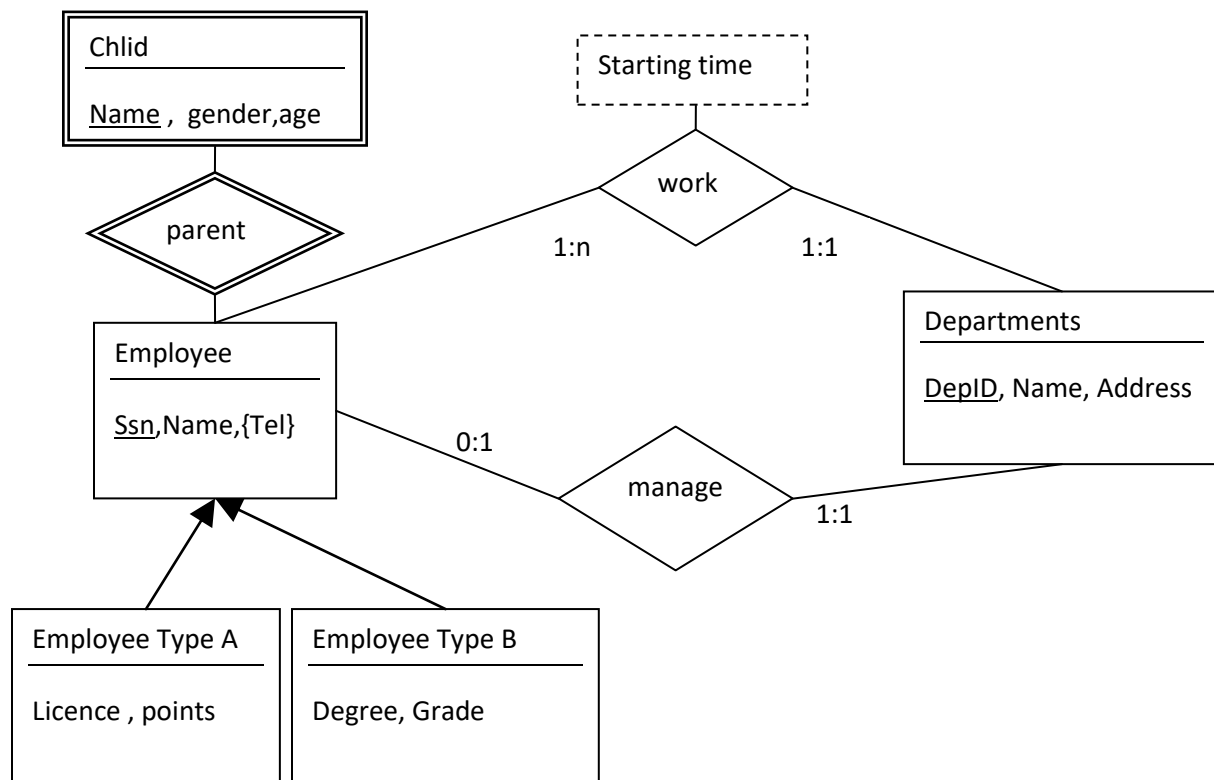 Chlid
Name , gender,age
Starting time
work
parent
1:n
1:1
Departments
DepID, Name, Address
Employee
Ssn,Name,{Tel}
0:1
manage
1:1
Employee Type A
Licence , points
Employee Type B
Degree, Grade